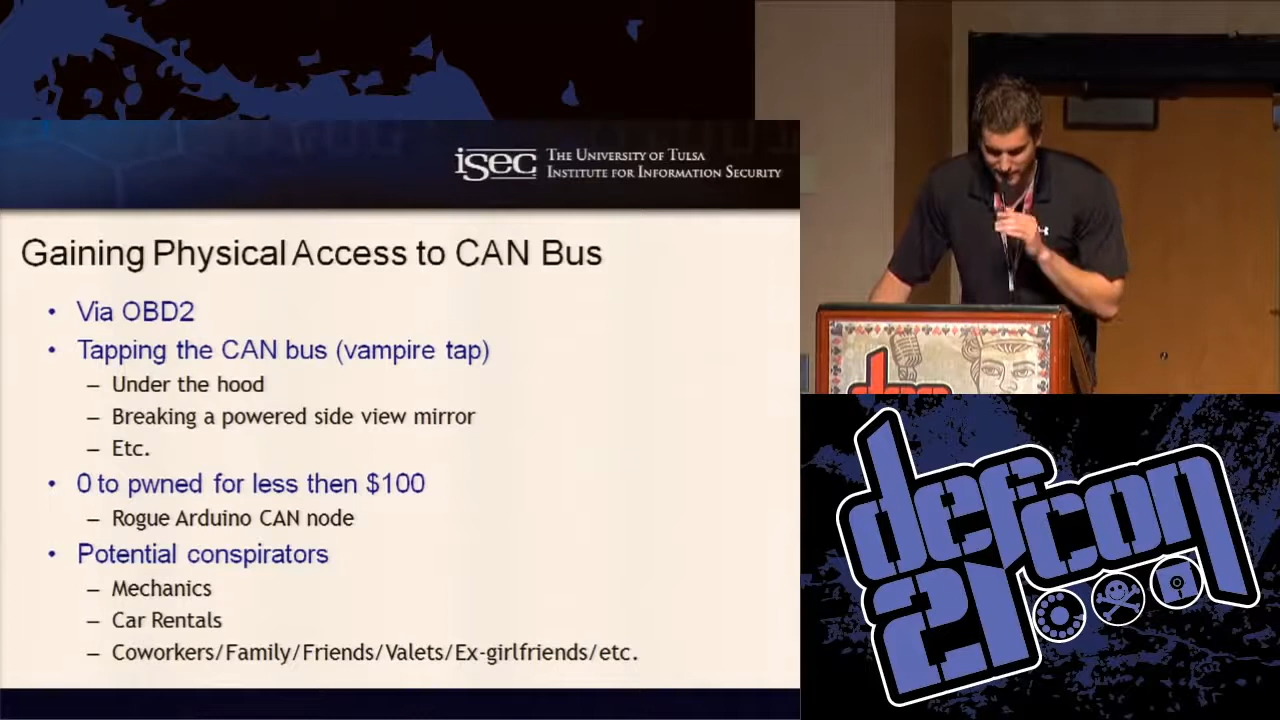 isec The University of Tulsa
Institute for Information Security
Gaining Physical Access to CAN Bus
• Via OBD2
• Tapping the CAN bus (vampire tap)
– Under the hood
– Breaking a powered side view mirror
– Etc.
• 0 to pwned for less then $100
– Rogue Arduino CAN node
• Potential conspirators
– Mechanics
– Car Rentals
– Coworkers/Family/Friends/Valets/Ex-girlfriends/etc.
defcon
21